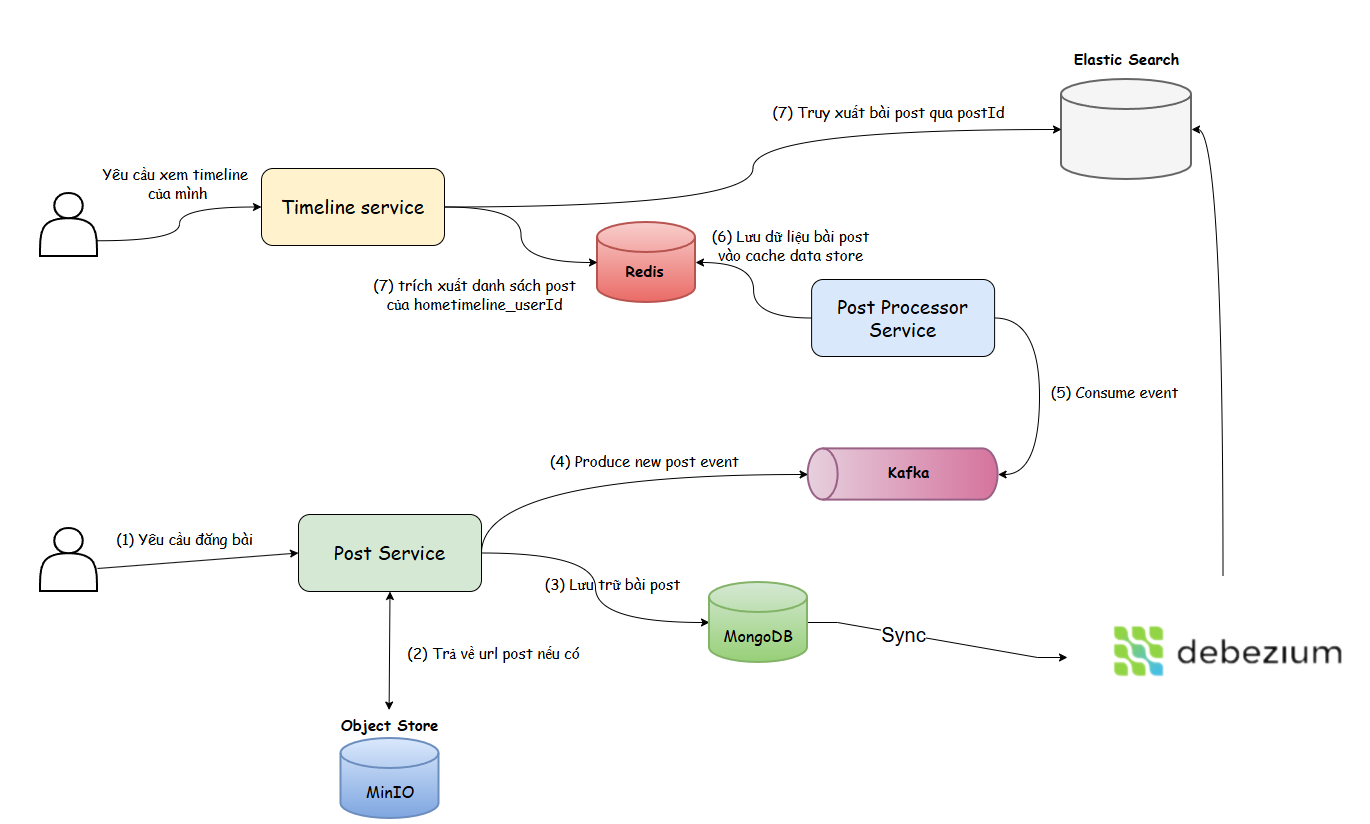 Elastic Search
(7) Truy xuất bài post qua postId
Yêu cầu xem timeline
của mình
Timeline service
(6) Lưu dữ liệu bài post
vào cache data store
Redis
(7) trích xuất danh sách post
của hometimeline_userId
Post Processor
Service
(5) Consume event
(4) Produce new post event
Kafka
(1) Yêu cầu đăng bài
Post Service
(3) Lưu trữ bài post
MongoDB
Sync
debezium
(2) Trả về url post nếu có
Object Store
MinIO